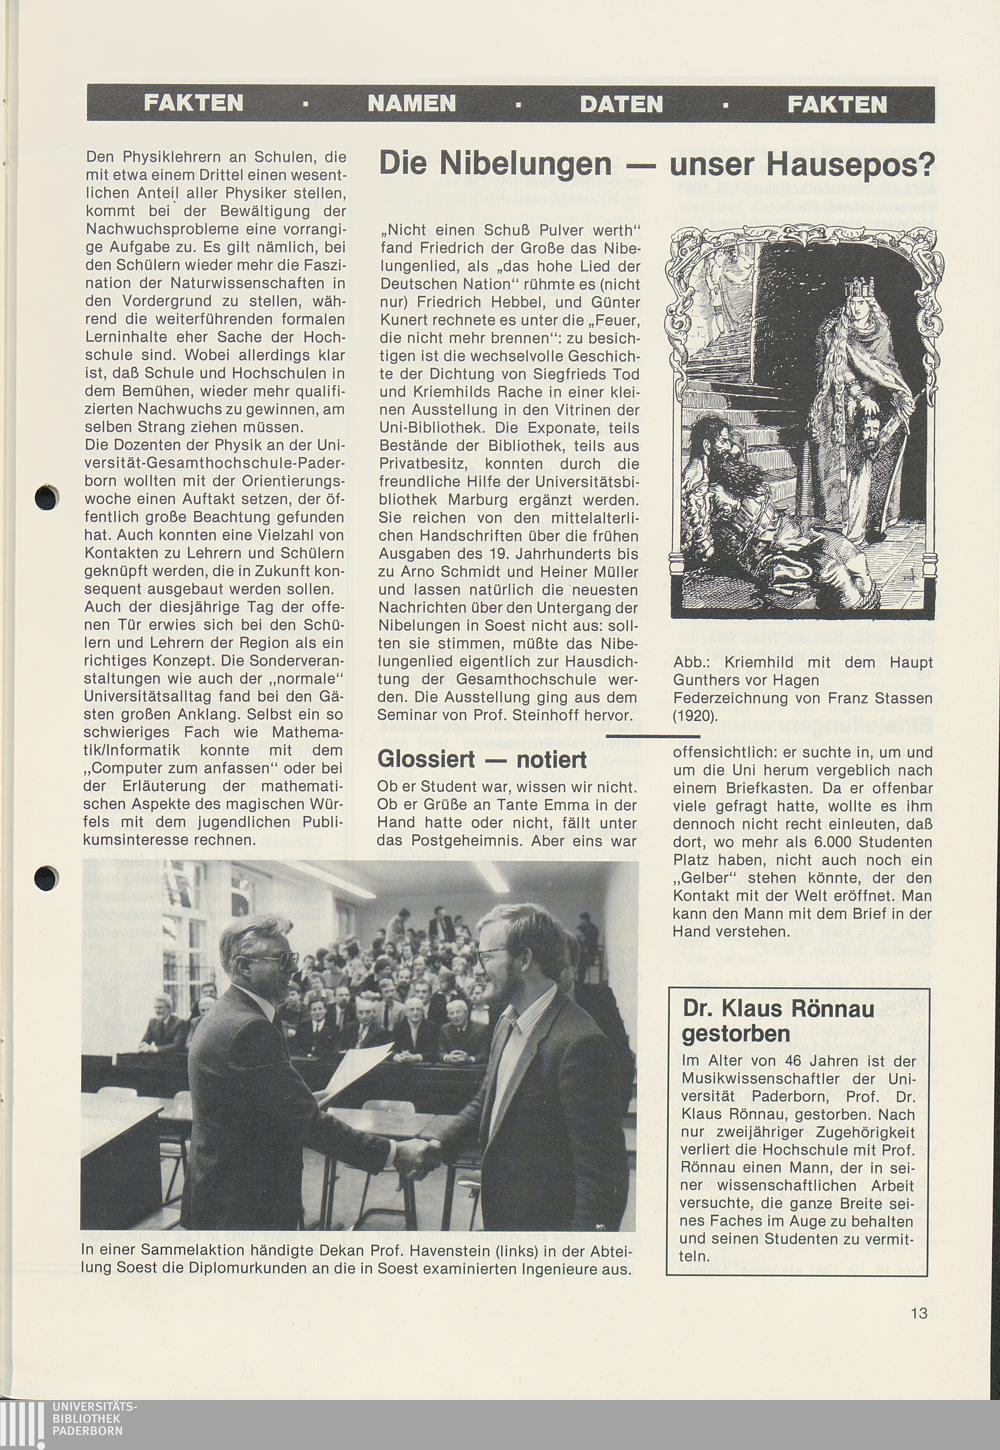 FAKTEN · NAMEN · DATEN · FAKTEN
Den Physiklehrern an Schulen, die
mit etwa einem Drittel einen wesent-
lichen Anteil aller Physiker stellen,
kommt bei der Bewältigung der
Nachwuchsprobleme eine vorrangi-
ge Aufgabe zu. Es gilt nämlich, bei
den Schülern wieder mehr die Faszi-
nation der Naturwissenschaften in
den Vordergrund zu stellen, wäh-
rend die weiterführenden formalen
Lerninhalte eher Sache der Hoch-
schule sind. Wobei allerdings klar
ist, daß Schule und Hochschulen in
dem Bemühen, wieder mehr qualifi-
zierten Nachwuchs zu gewinnen, am
selben Strang ziehen müssen.
Die Dozenten der Physik an der Uni-
versität-Gesamthochschule-Pader-
born wollten mit der Orientierungs-
woche einen Auftakt setzen, der öf-
fentlich große Beachtung gefunden
hat. Auch konnten eine Vielzahl von
Kontakten zu Lehrern und Schülern
geknüpft werden, die in Zukunft kon-
sequent ausgebaut werden sollen.
Auch der diesjährige Tag der offe-
nen Tür erwies sich bei den Schü-
lern und Lehrern der Region als ein
richtiges Konzept. Die Sonderveran-
staltungen wie auch der „normale“
Universitätsalltag fand bei den Gä-
sten großen Anklang. Selbst ein so
schwieriges Fach wie Mathema-
tik/Informatik konnte mit dem
„Computer zum anfassen“ oder bei
der Erläuterung der mathemati-
schen Aspekte des magischen Wür-
fels mit dem jugendlichen Publi-
kumsinteresse rechnen.
Die Nibelungen — unser Hausepos?
„Nicht einen Schuß Pulver werth“
fand Friedrich der Große das Nibe-
lungenlied, als „das hohe Lied der
Deutschen Nation“ rühmte es (nicht
nur) Friedrich Hebbel, und Günter
Kunert rechnete es unter die „Feuer,
die nicht mehr brennen“: zu besich-
tigen ist die wechselvolle Geschich-
te der Dichtung von Siegfrieds Tod
und Kriemhilds Rache in einer klei-
nen Ausstellung in den Vitrinen der
Uni-Bibliothek. Die Exponate, teils
Bestände der Bibliothek, teils aus
Privatbesitz, konnten durch die
freundliche Hilfe der Universitätsbi-
bliothek Marburg ergänzt werden.
Sie reichen von den mittelalterli-
chen Handschriften über die frühen
Ausgaben des 19. Jahrhunderts bis
zu Arno Schmidt und Heiner Müller
und lassen natürlich die neuesten
Nachrichten über den Untergang der
Nibelungen in Soest nicht aus: soll-
ten sie stimmen, müßte das Nibe-
lungenlied eigentlich zur Hausdich-
tung der Gesamthochschule wer-
den. Die Ausstellung ging aus dem
Seminar von Prof. Steinhoff hervor.
Abb.: Kriemhild mit dem Haupt
Gunthers vor Hagen
Federzeichnung von Franz Stassen
(1920).
Glossiert — notiert
Ob er Student war, wissen wir nicht.
Ob er Grüße an Tante Emma in der
Hand hatte oder nicht, fällt unter
das Postgeheimnis. Aber eins war
offensichtlich: er suchte in, um und
um die Uni herum vergeblich nach
einem Briefkasten. Da er offenbar
viele gefragt hatte, wollte es ihm
dennoch nicht recht einleuten, daß
dort, wo mehr als 6.000 Studenten
Platz haben, nicht auch noch ein
„Gelber“ stehen könnte, der den
Kontakt mit der Welt eröffnet. Man
kann den Mann mit dem Brief in der
Hand verstehen.
In einer Sammelaktion händigte Dekan Prof. Havenstein (links) in der Abtei-
lung Soest die Diplomurkunden an die in Soest examinierten Ingenieure aus.
Dr. Klaus Rönnau
gestorben
Im Alter von 46 Jahren ist der
Musikwissenschaftler der Uni-
versität Paderborn, Prof. Dr.
Klaus Rönnau, gestorben. Nach
nur zweijähriger Zugehörigkeit
verliert die Hochschule mit Prof.
Rönnau einen Mann, der in sei-
ner wissenschaftlichen Arbeit
versuchte, die ganze Breite sei-
nes Faches im Auge zu behalten
und seinen Studenten zu vermit-
teln.
13
UNIVERSITÄTS-
BIBLIOTHEK
PADERBORN